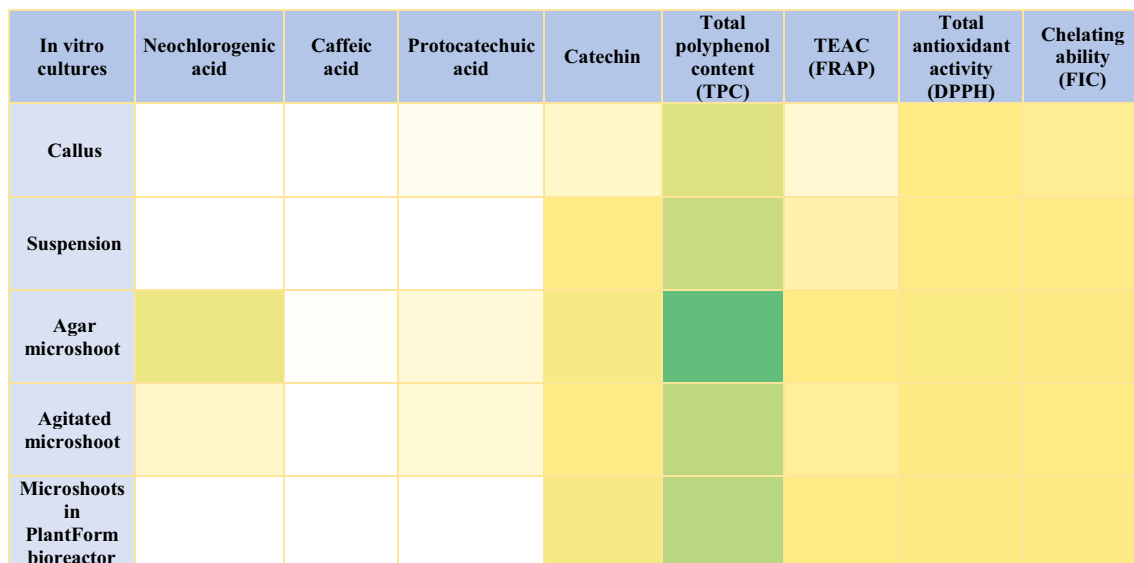 In vitro
cultures
Neochlorogenic
acid
Caffeic
acid
Protocatechuic
acid
Catechin
Total
polyphenol
content
(TPC)
TEAC
(FRAP)
Total
antioxidant
activity
(DPPH)
Chelating
ability
(FIC)
Callus
Suspension
Agar
microshoot
Agitated
microshoot
Microshoots
in
PlantForm
bioreactor